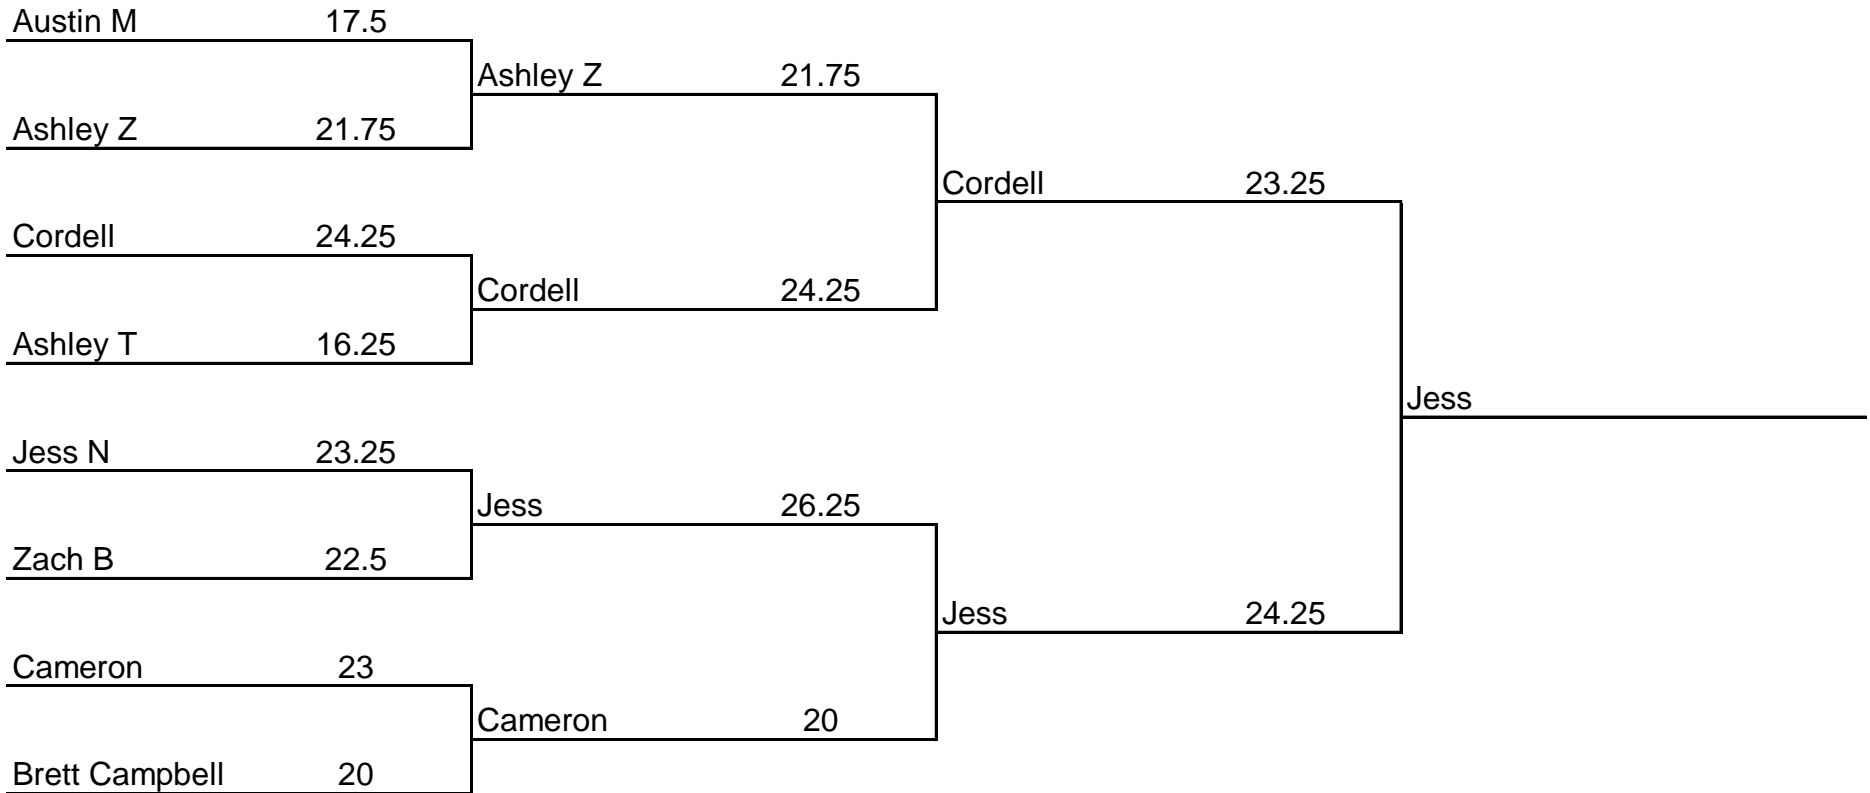 Austin M 17.5
Ashley Z 21.75
Ashley Z 21.75
Cordell 23.25
Cordell 24.25
Cordell 24.25
Ashley T 16.25
Jess
Jess N 23.25
Jess 26.25
Zach B 22.5
Jess 24.25
Cameron 23
Cameron 20
Brett Campbell 20